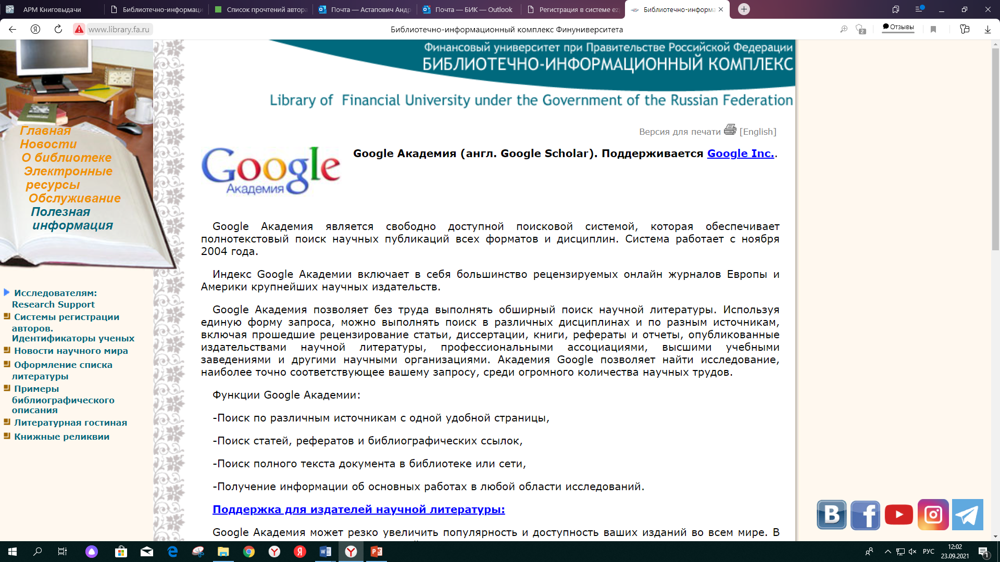 АРМ Книговыдачи
Библиотечно-информаци
Список прочтений автора
Почта — Астапович Андр
Почта — БИК — Outlook
Регистрация в системе ez
Библиотечно-информа
www.library.fa.ru
Библиотечно-информационный комплекс Финуниверситета
2
Отзывы
Финансовый университет при Правительстве Российской Федерации
БИБЛИОТЕЧНО-ИНФОРМАЦИОННЫЙ КОМПЛЕКС
Library of Financial University under the Government of the Russian Federation
Главная
Новости
О библиотеке
Электронные
ресурсы
Обслуживание
Полезная
информация
Исследователям:
Research Support
Системы регистрации
авторов.
Идентификаторы ученых
Новости научного мира
Оформление списка
литературы
Примеры
библиографического
описания
Литературная гостиная
Книжные реликвии
Версия для печати [English]
Google
Академия
Google Академия (англ. Google Scholar). Поддерживается Google Inc..
Google Академия является свободно доступной поисковой системой, которая обеспечивает
полнотекстовый поиск научных публикаций всех форматов и дисциплин. Система работает с ноября
2004 года.
Индекс Google Академии включает в себя большинство рецензируемых онлайн журналов Европы и
Америки крупнейших научных издательств.
Google Академия позволяет без труда выполнять обширный поиск научной литературы. Используя
единую форму запроса, можно выполнять поиск в различных дисциплинах и по разным источникам,
включая прошедшие рецензирование статьи, диссертации, книги, рефераты и отчеты, опубликованные
издательствами научной литературы, профессиональными ассоциациями, высшими учебными
заведениями и другими научными организациями. Академия Google позволяет найти исследование,
наиболее точно соответствующее вашему запросу, среди огромного количества научных трудов.
Функции Google Академии:
-Поиск по различным источникам с одной удобной страницы,
-Поиск статей, рефератов и библиографических ссылок,
-Поиск полного текста документа в библиотеке или сети,
-Получение информации об основных работах в любой области исследований.
Поддержка для издателей научной литературы:
Google Академия может резко увеличить популярность и доступность ваших изданий во всем мире. В
РУС
12:02
23.09.2021
1